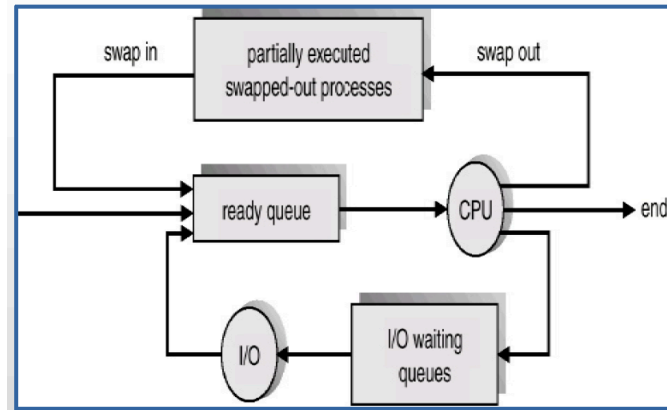 swap in
partially executed
swapped-out processes
swap out
ready queue
CPU
end
I/O
I/O waiting
queues